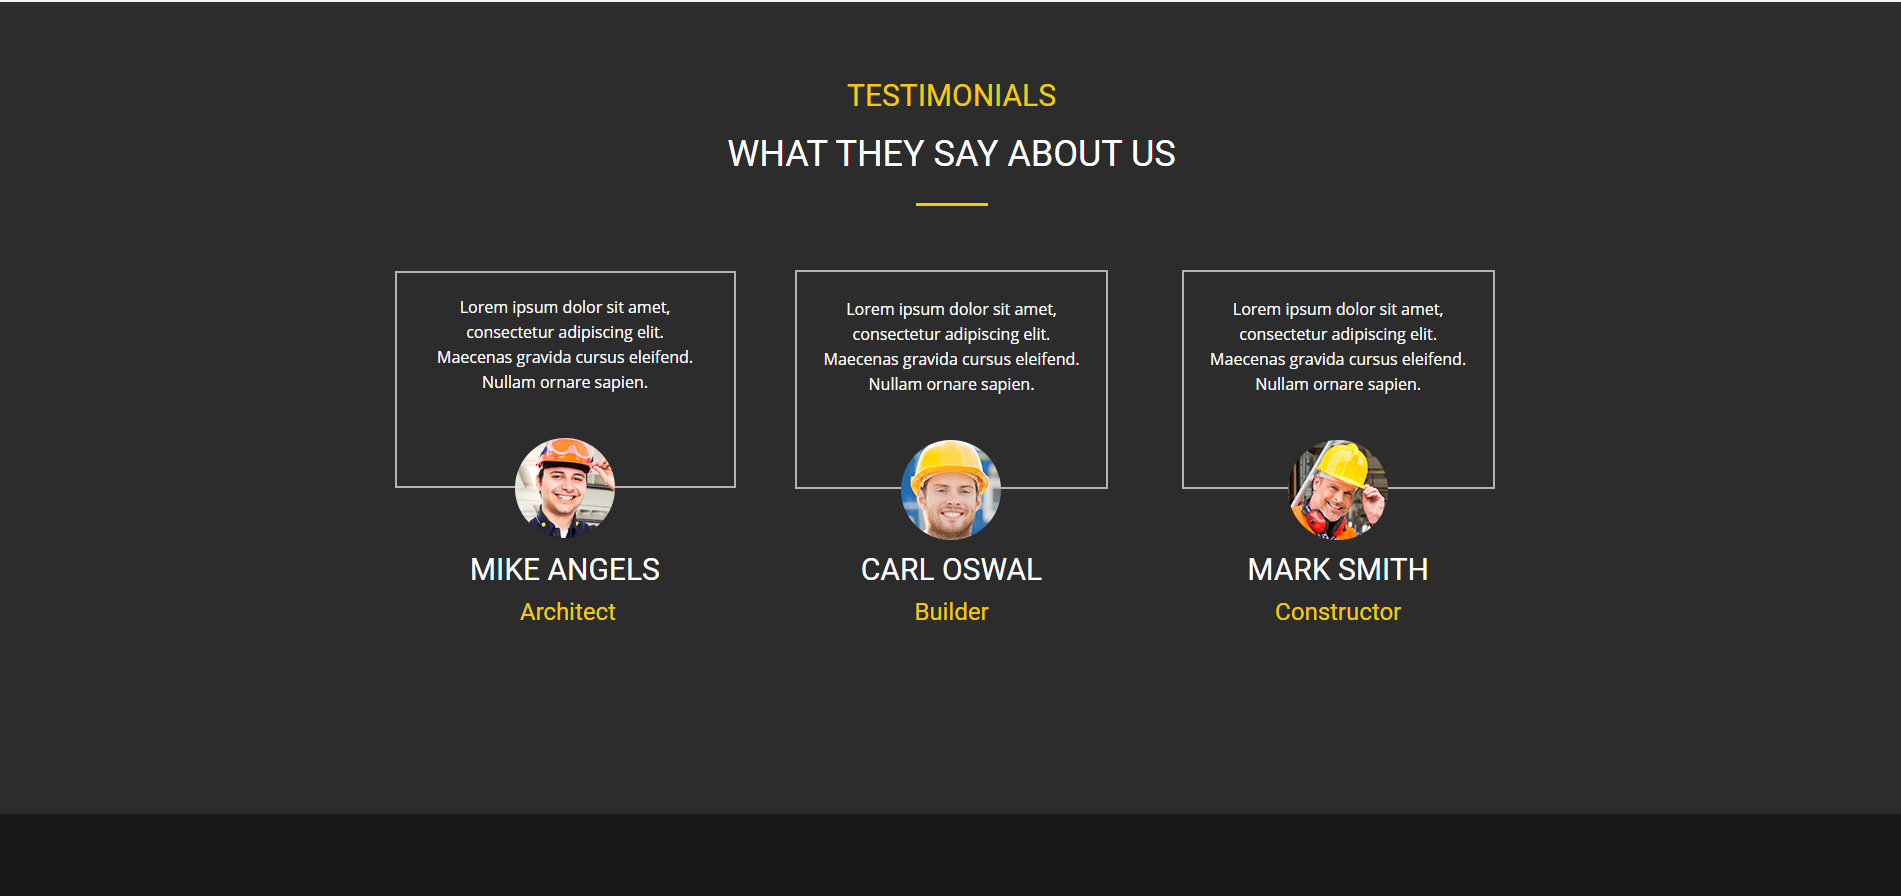 TESTIMONIALS
WHAT THEY SAY ABOUT US
Lorem ipsum dolor sit amet,
consectetur adipiscing elit.
Maecenas gravida cursus eleifend.
Nullam ornare sapien.
MIKE ANGELS
Architect
Lorem ipsum dolor sit amet,
consectetur adipiscing elit.
Maecenas gravida cursus eleifend.
Nullam ornare sapien.
CARL OSWAL
Builder
Lorem ipsum dolor sit amet,
consectetur adipiscing elit.
Maecenas gravida cursus eleifend.
Nullam ornare sapien.
MARK SMITH
Constructor